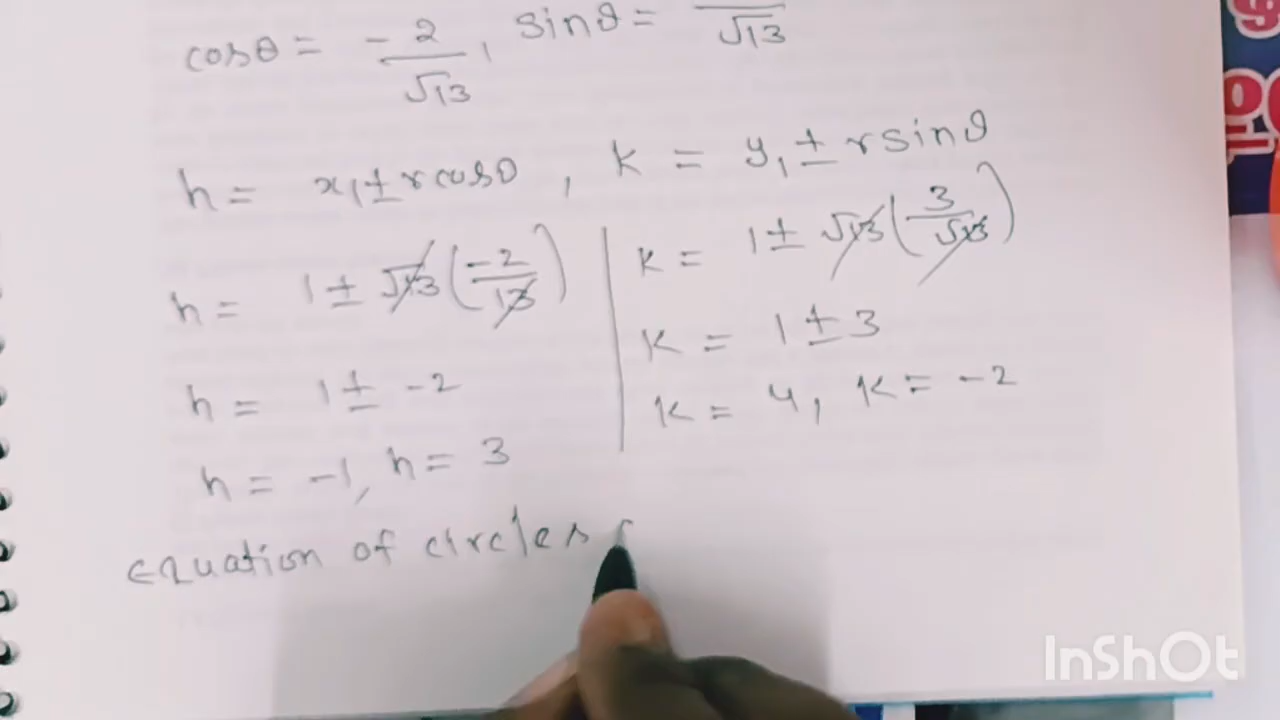 cosθ = -2/√13, sinθ = /√13
h = x₁ ± r cosθ , k = y₁ ± r sinθ
h = 1 ± √13 (-2/13)
h = 1 ± -2
h = -1, h = 3
k = 1 ± √13 (3/√13)
k = 1 ± 3
k = 4, k = -2
equation of circles
InShOt